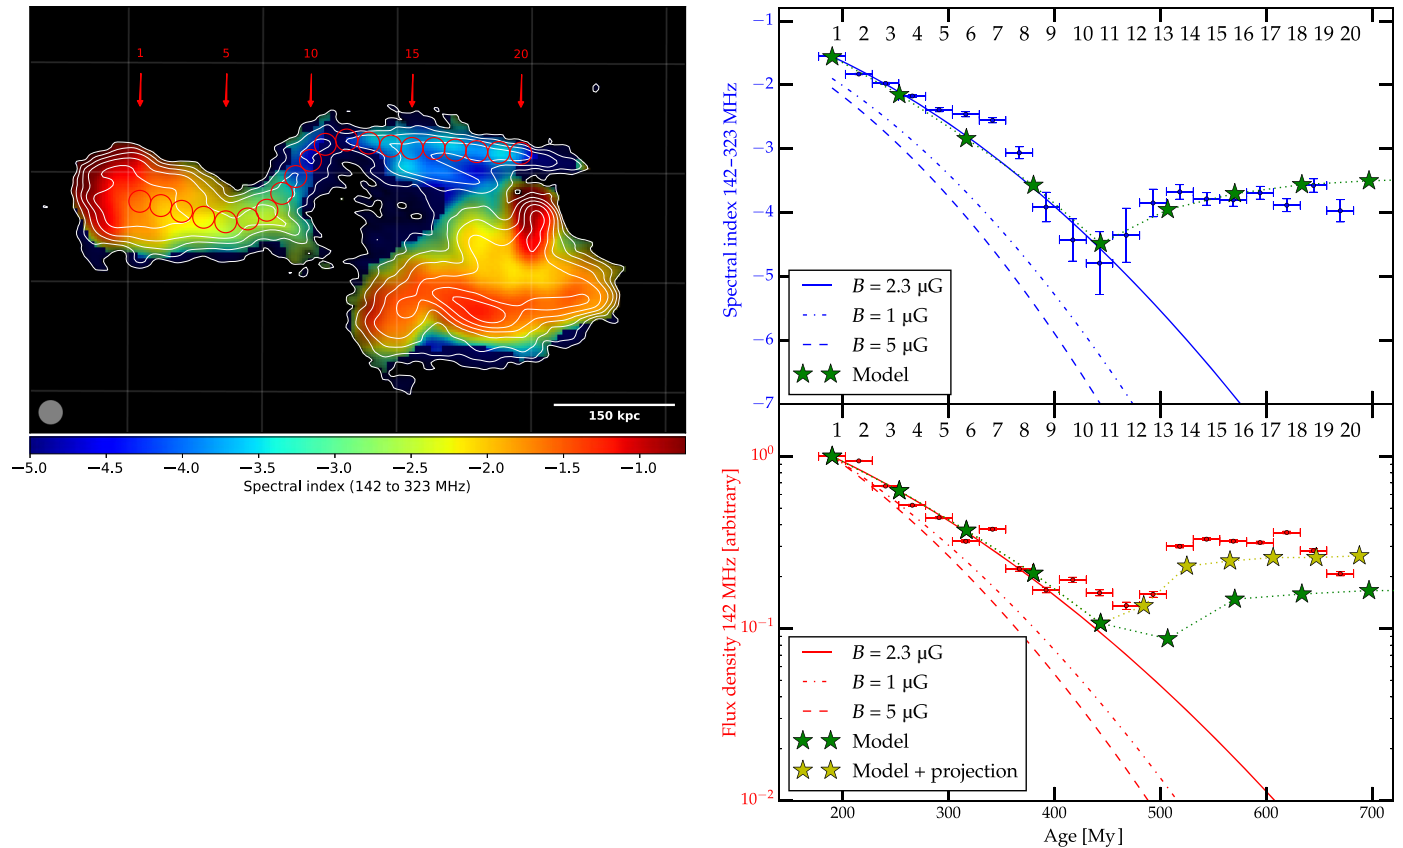 1 5 10 15 20
150 kpc
−5.0 −4.5 −4.0 −3.5 −3.0 −2.5 −2.0 −1.5 −1.0
Spectral index (142 to 323 MHz)
1 2 3 4 5 6 7 8 9 10 11 12 13 14 15 16 17 18 19 20
−1
−2
−3
−4
−5
−6
−7
Spectral index 142–323 MHz
B = 2.3 μG
B = 1 μG
B = 5 μG
Model
1 2 3 4 5 6 7 8 9 10 11 12 13 14 15 16 17 18 19 20
10⁰
10⁻¹
10⁻²
Flux density 142 MHz [arbitrary]
B = 2.3 μG
B = 1 μG
B = 5 μG
Model
Model + projection
200 300 400 500 600 700
Age [My]